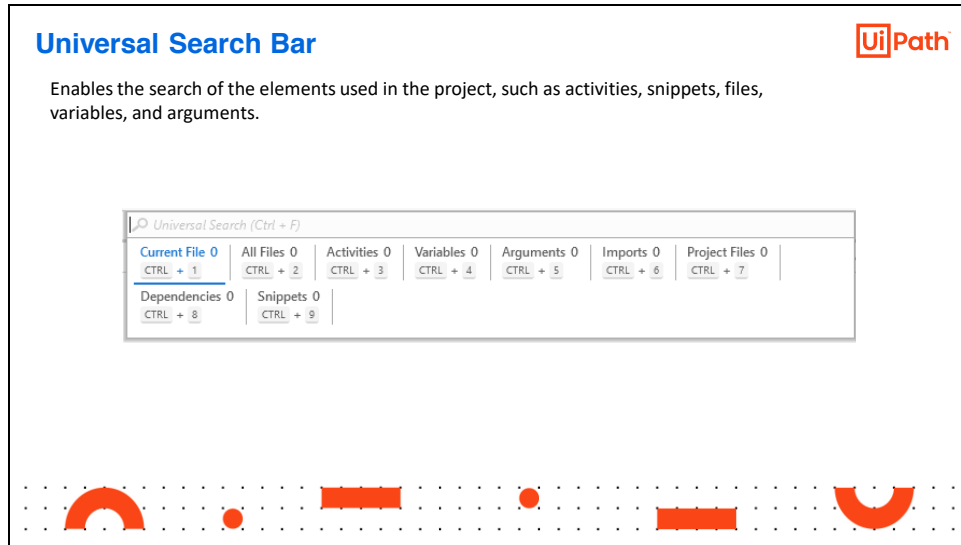 Universal Search Bar
UiPath
Enables the search of the elements used in the project, such as activities, snippets, files,
variables, and arguments.
Universal Search (Ctrl + F)
Current File 0 All Files 0 Activities 0 Variables 0 Arguments 0 Imports 0 Project Files 0
CTRL + 1 CTRL + 2 CTRL + 3 CTRL + 4 CTRL + 5 CTRL + 6 CTRL + 7
Dependencies 0 Snippets 0
CTRL + 8 CTRL + 9